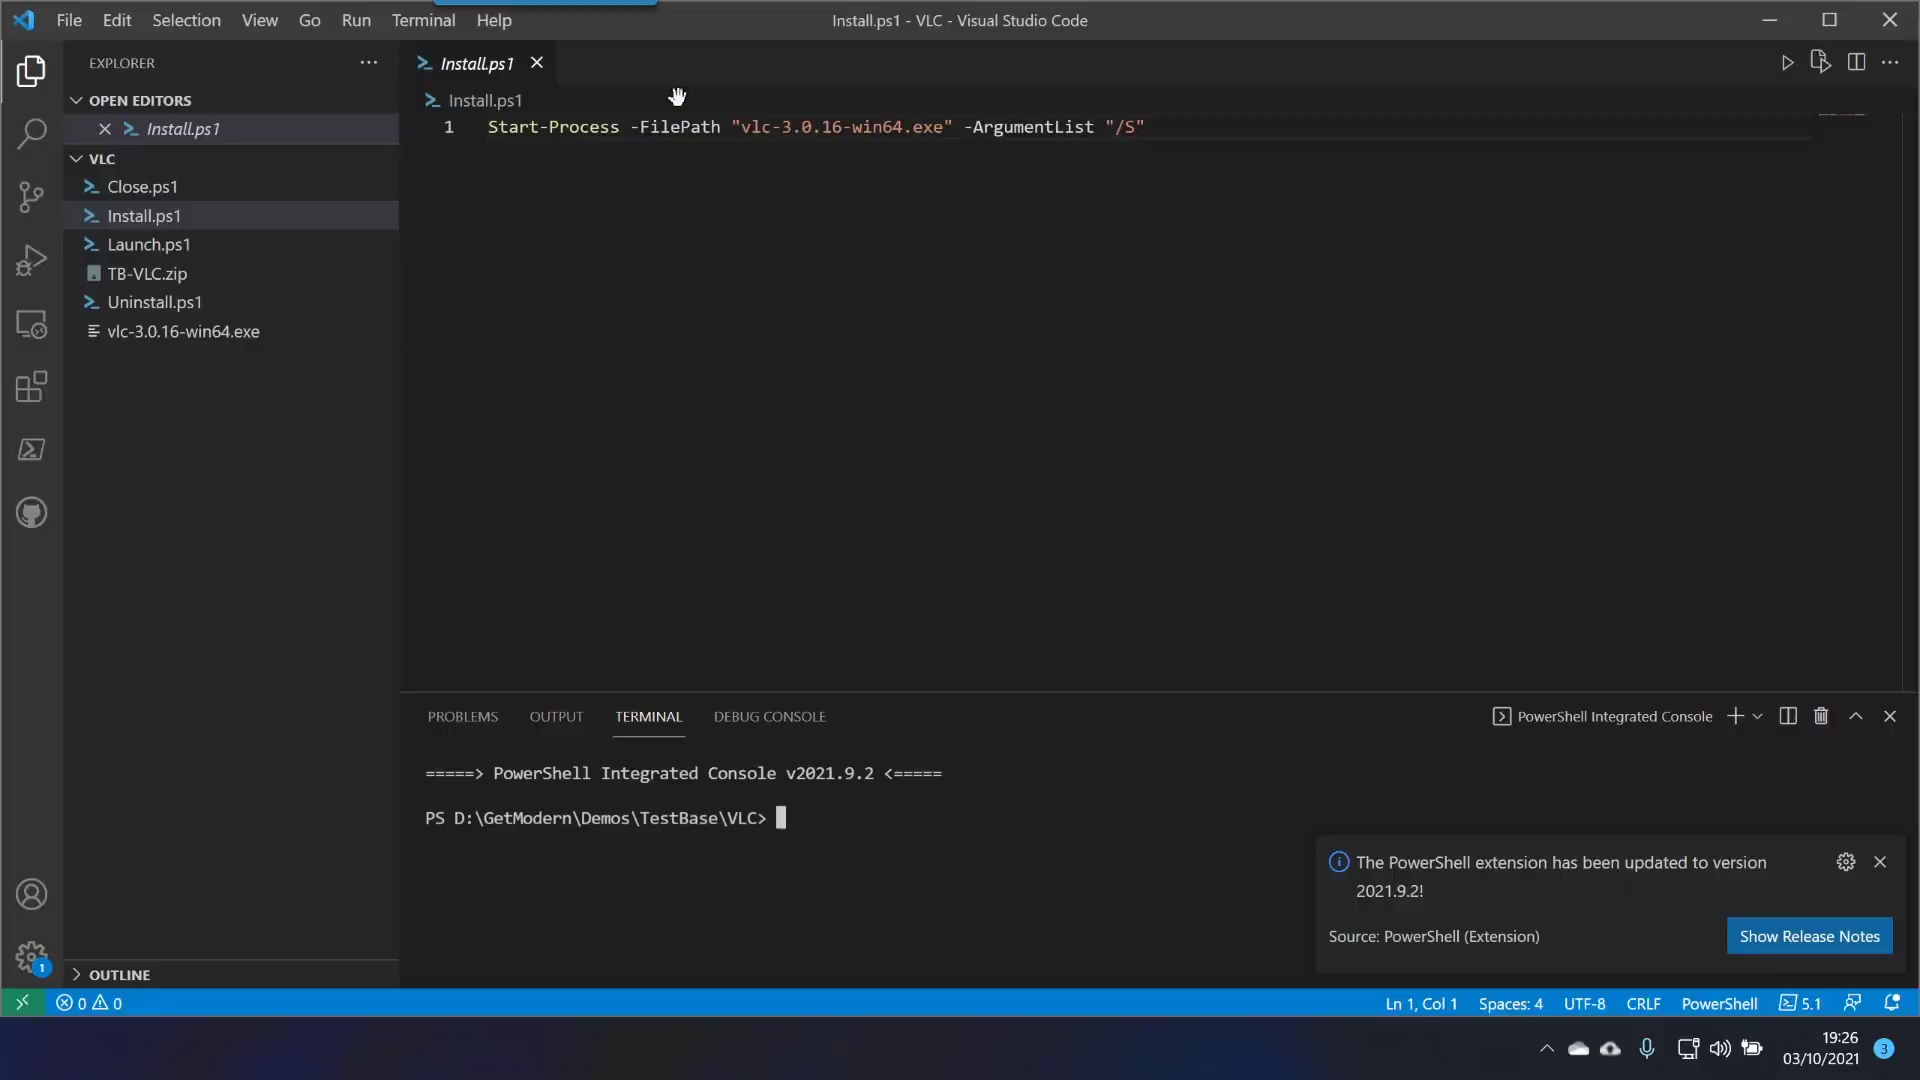 File Edit Selection View Go Run Terminal Help
Install.ps1 - VLC - Visual Studio Code
EXPLORER
OPEN EDITORS
Install.ps1
VLC
Close.ps1
Install.ps1
Launch.ps1
TB-VLC.zip
Uninstall.ps1
vlc-3.0.16-win64.exe
OUTLINE
Install.ps1
Install.ps1
1 Start-Process -FilePath "vlc-3.0.16-win64.exe" -ArgumentList "/S"
PROBLEMS OUTPUT TERMINAL DEBUG CONSOLE
PowerShell Integrated Console
=====> PowerShell Integrated Console v2021.9.2 <=====
PS D:\GetModern\Demos\TestBase\VLC>
The PowerShell extension has been updated to version
2021.9.2!
Source: PowerShell (Extension)
Show Release Notes
1
0 0
Ln 1, Col 1 Spaces: 4 UTF-8 CRLF PowerShell 5.1
19:26
03/10/2021
3